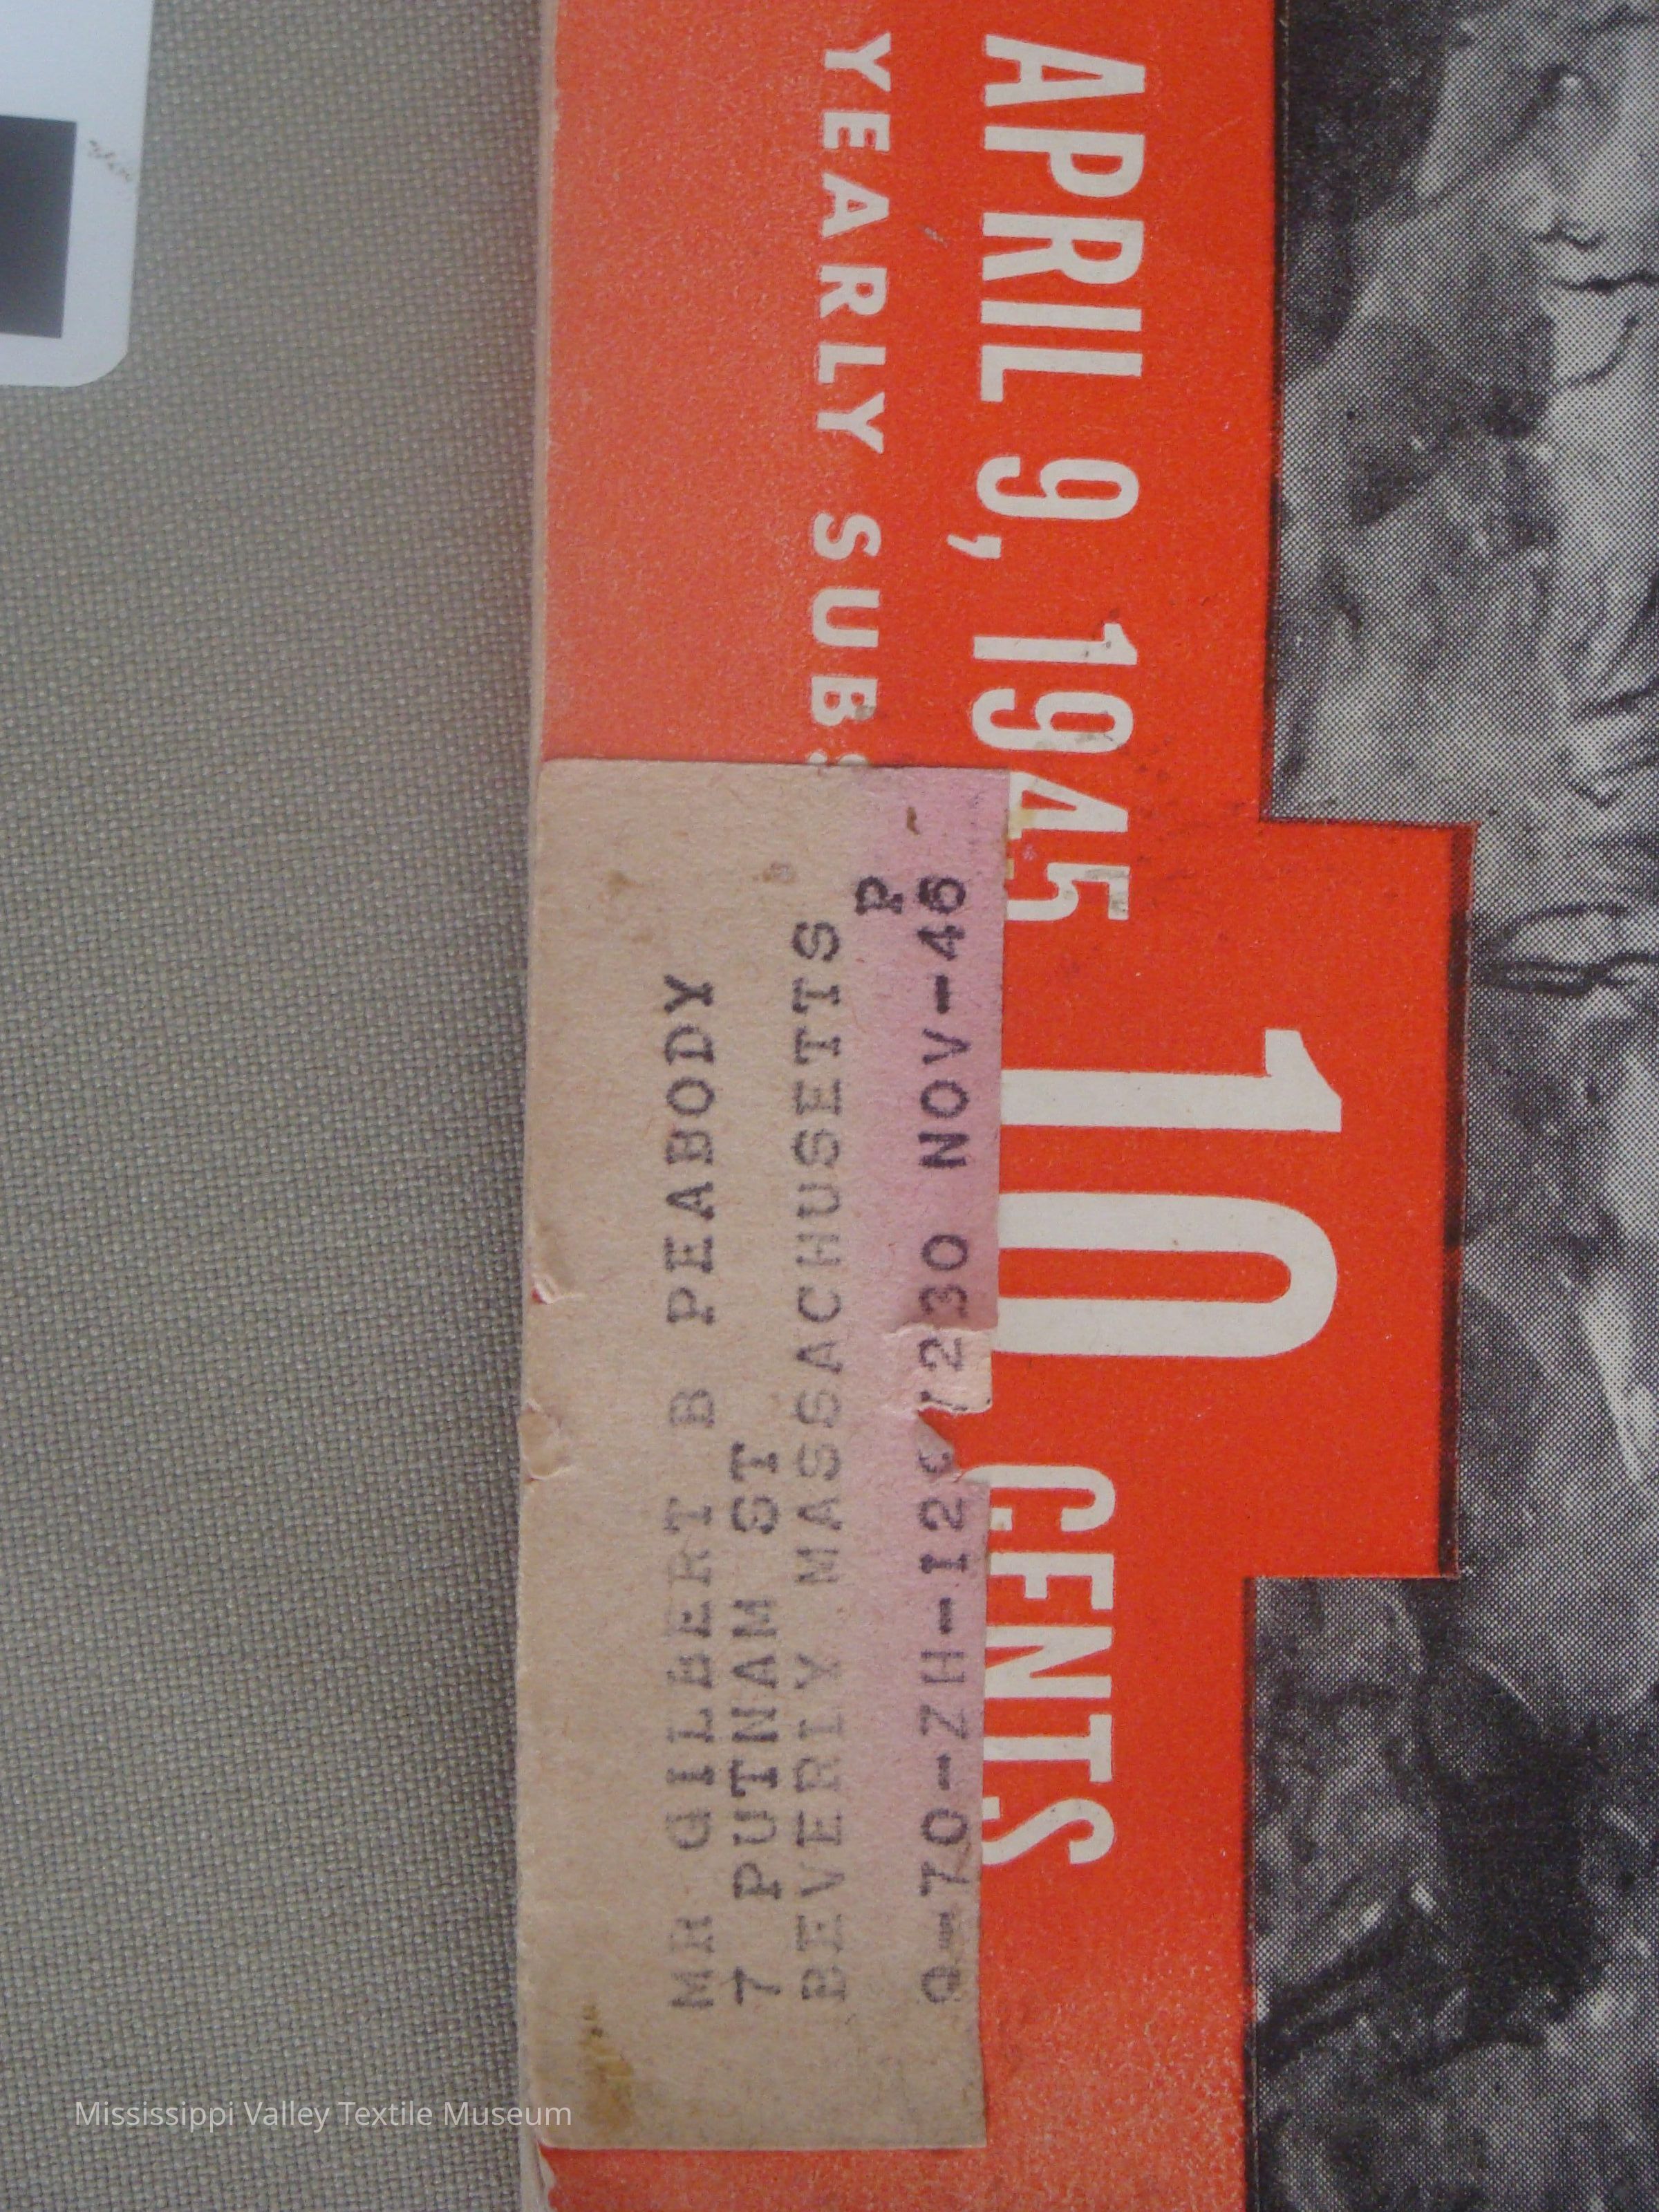 APRIL 9, 1945
10 CENTS
YEARLY SUBS
MR GILBERT B PEABODY
7 PUTNAM ST
BEVERLY MASSACHUSETTS
P
NOV-46
Mississippi Valley Textile Museum